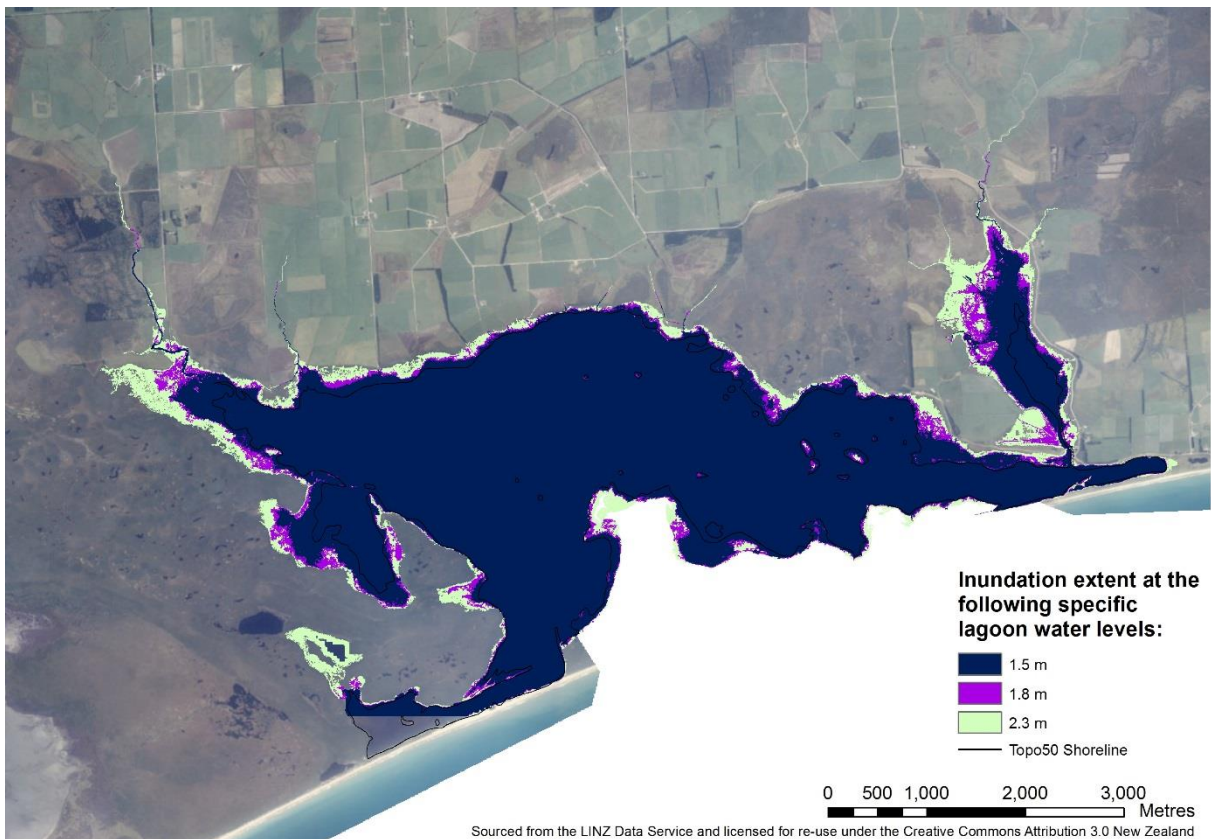 Inundation extent at the
following specific
lagoon water levels:
1.5 m
1.8 m
2.3 m
Topo50 Shoreline
0 500 1,000 2,000 3,000
Metres
Sourced from the LINZ Data Service and licensed for re-use under the Creative Commons Attribution 3.0 New Zealand